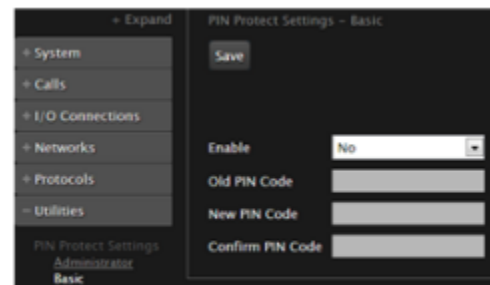 + Expand
+ System
+ Calls
+ I/O Connections
+ Networks
+ Protocols
− Utilities
PIN Protect Settings
Administrator
Basic
PIN Protect Settings – Basic
Save
Enable
No
Old PIN Code
New PIN Code
Confirm PIN Code